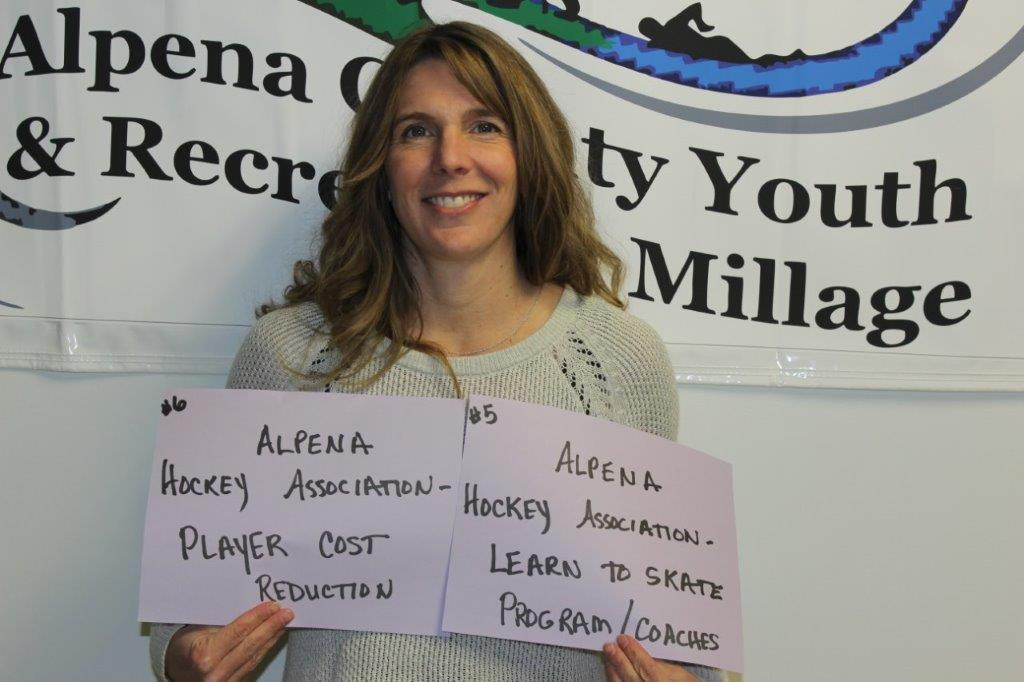 Alpena C ty Youth
& Recre Millage
#6
ALPENA
HOCKEY ASSOCIATION-
PLAYER COST
REDUCTION
#5
ALPENA
HOCKEY ASSOCIATION-
LEARN TO SKATE
PROGRAM/COACHES